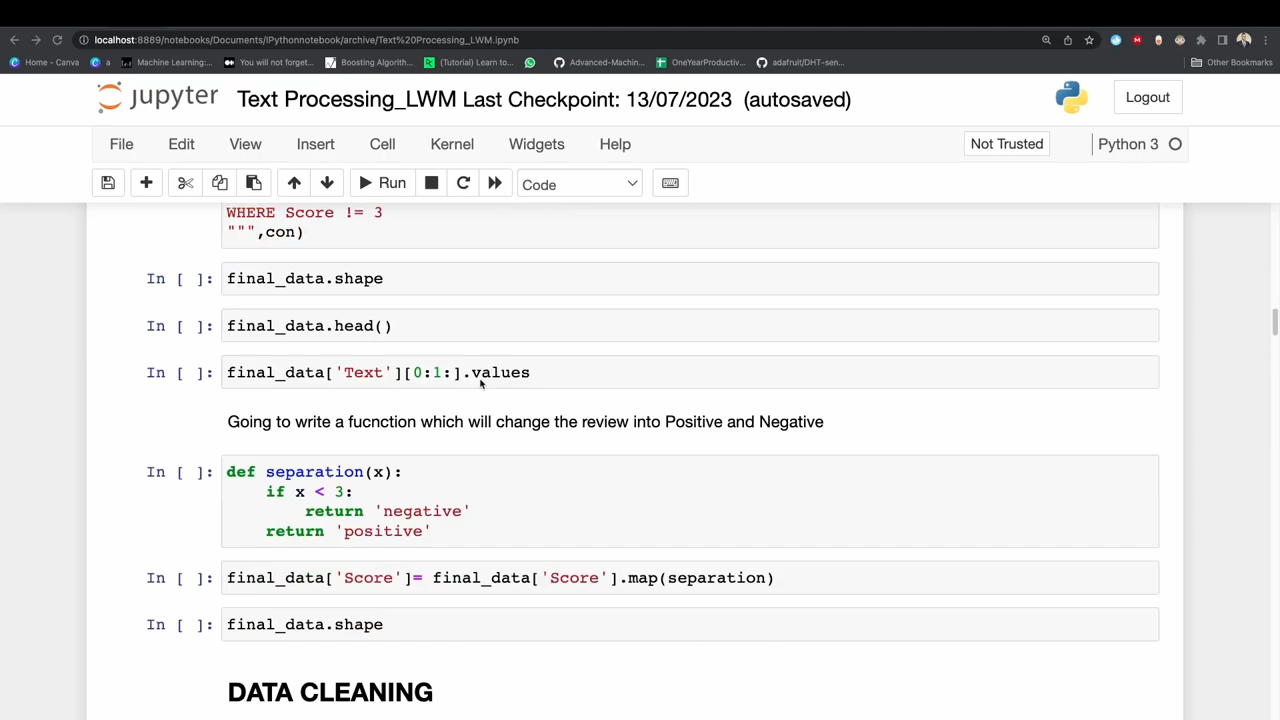 localhost:8889/notebooks/Documents/IPythonnotebook/archive/Text%20Processing_LWM.ipynb
Home - Canva a Machine Learning:... You will not forget... Boosting Algorith... (Tutorial) Learn to... Advanced-Machin... OneYearProductiv... adafruit/DHT-sen... Other Bookmarks
jupyter Text Processing_LWM Last Checkpoint: 13/07/2023 (autosaved) Logout
File Edit View Insert Cell Kernel Widgets Help Not Trusted Python 3
Run Code
WHERE Score != 3
""",con)
In [ ]: final_data.shape
In [ ]: final_data.head()
In [ ]: final_data['Text'][0:1:].values
Going to write a fucnction which will change the review into Positive and Negative
In [ ]: def separation(x):
if x < 3:
return 'negative'
return 'positive'
In [ ]: final_data['Score']= final_data['Score'].map(separation)
In [ ]: final_data.shape
DATA CLEANING